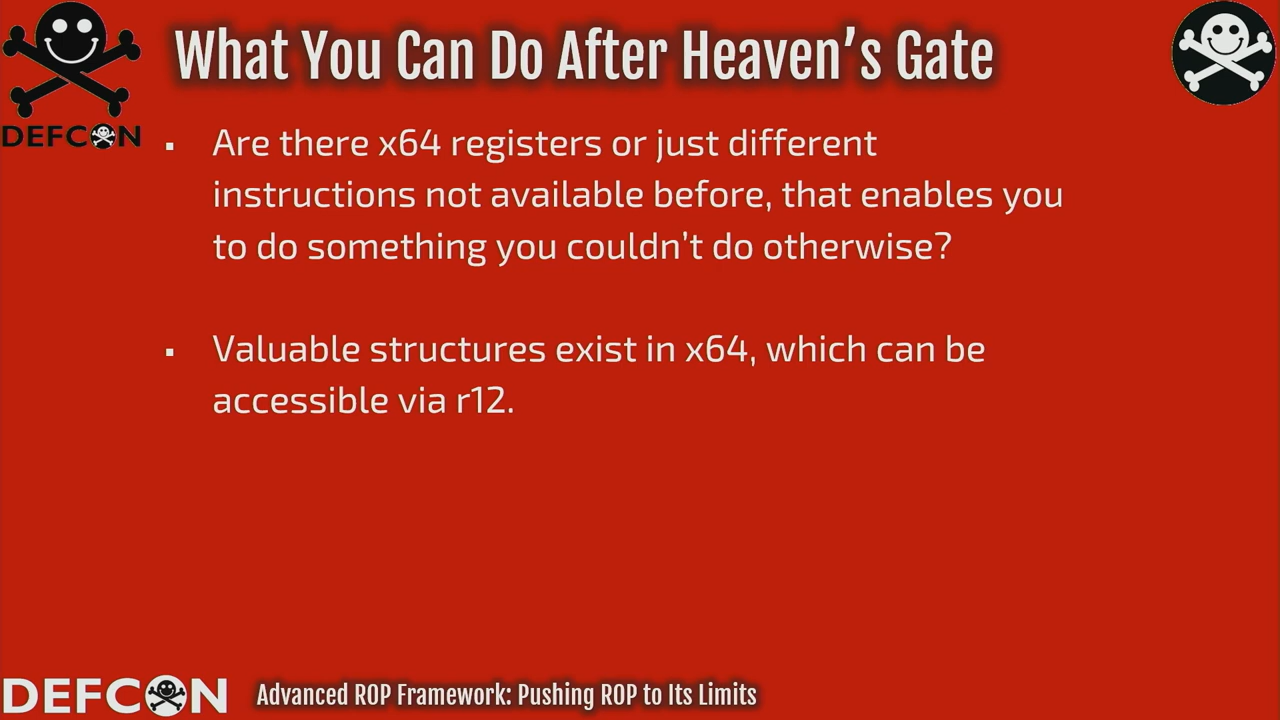 What You Can Do After Heaven’s Gate
DEFCON
▪ Are there x64 registers or just different
instructions not available before, that enables you
to do something you couldn’t do otherwise?
▪ Valuable structures exist in x64, which can be
accessible via r12.
DEFCON
Advanced ROP Framework: Pushing ROP to Its Limits